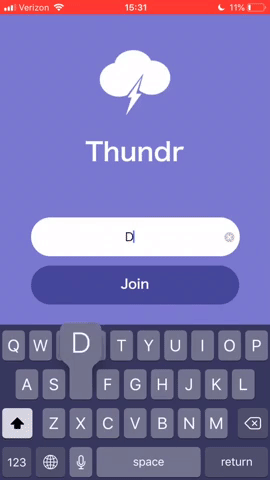 Verizon 15:31 11%
Thundr
D
Join
Q W D T Y U I O P
A S F G H J K L
Z X C V B N M
123 space return